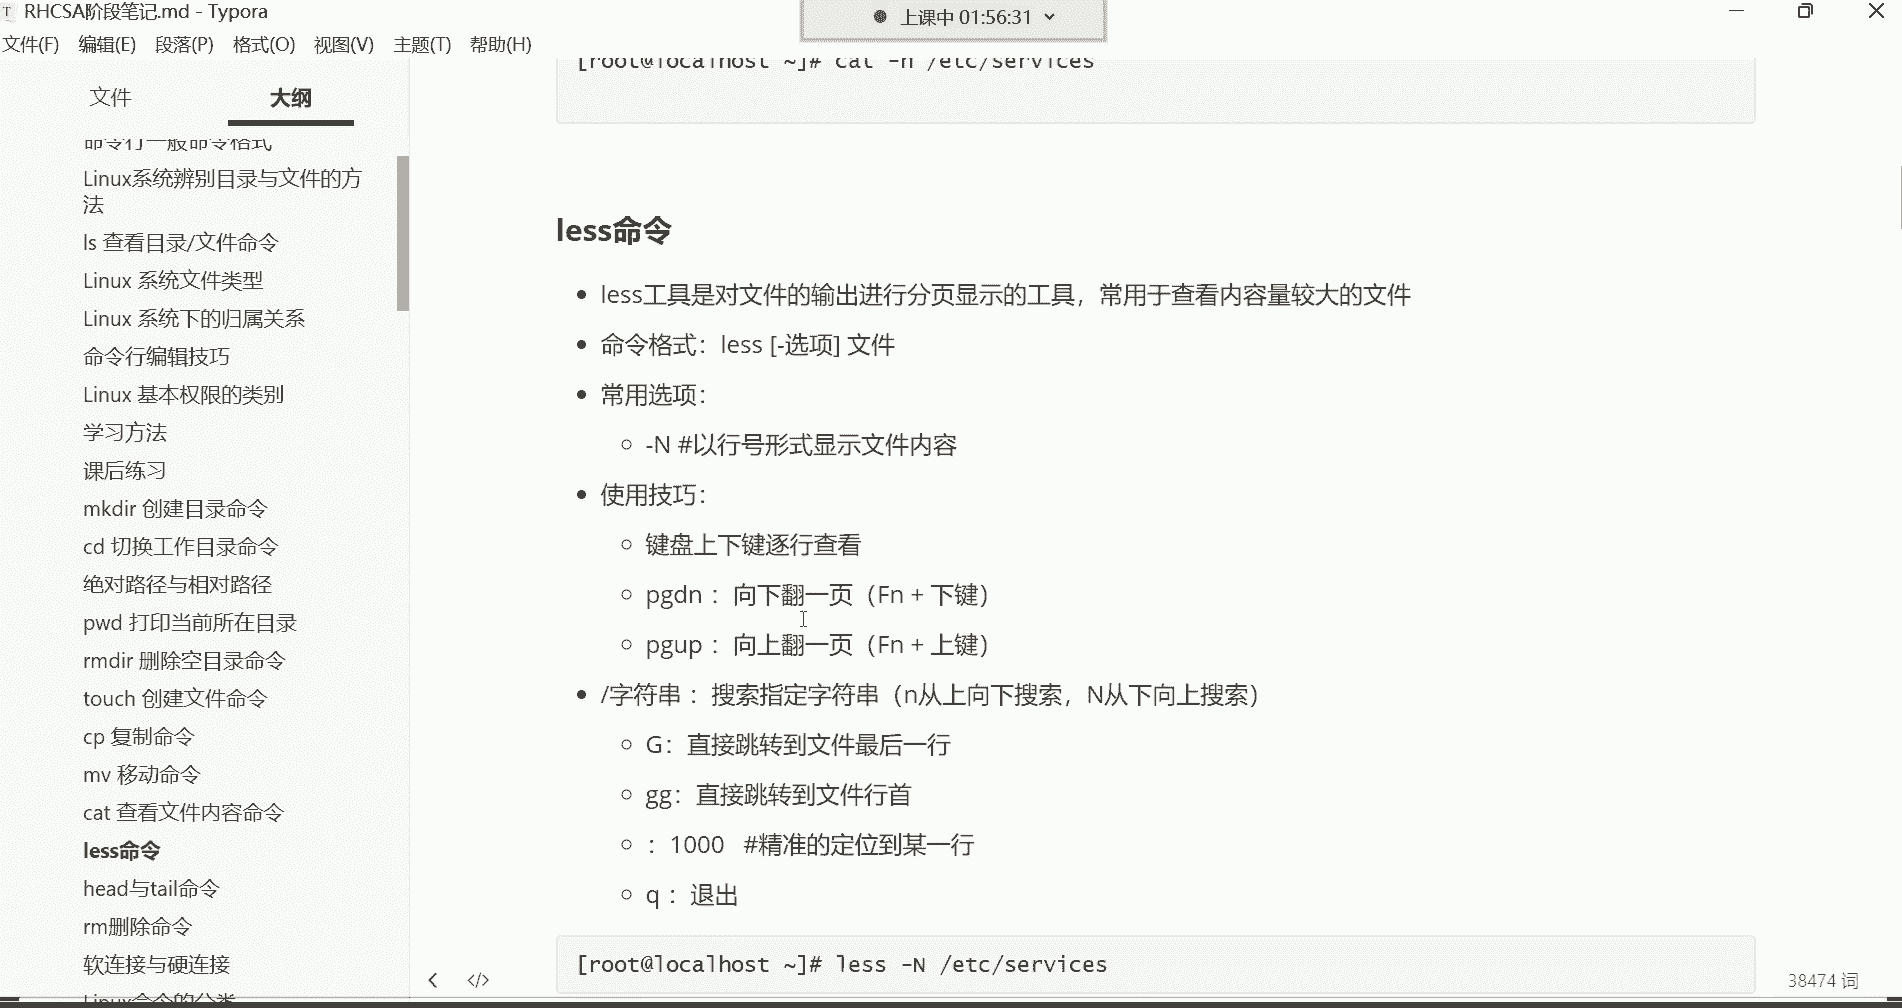 RHCSA阶段笔记.md - Typora
上课中 01:56:31
文件(F) 编辑(E) 段落(P) 格式(O) 视图(V) 主题(T) 帮助(H)
文件 大纲
命令行一般命令格式
Linux系统辨别目录与文件的方
法
ls 查看目录/文件命令
Linux 系统文件类型
Linux 系统下的归属关系
命令行编辑技巧
Linux 基本权限的类别
学习方法
课后练习
mkdir 创建目录命令
cd 切换工作目录命令
绝对路径与相对路径
pwd 打印当前所在目录
rmdir 删除空目录命令
touch 创建文件命令
cp 复制命令
mv 移动命令
cat 查看文件内容命令
less命令
head与tail命令
rm删除命令
软连接与硬连接
Linux命令的分类
[root@localhost ~]# cat -n /etc/services
less命令
less工具是对文件的输出进行分页显示的工具，常用于查看内容量较大的文件
命令格式：less [-选项] 文件
常用选项：
-N #以行号形式显示文件内容
使用技巧：
键盘上下键逐行查看
pgdn ：向下翻一页（Fn + 下键）
pgup ：向上翻一页（Fn + 上键）
/字符串 ：搜索指定字符串（n从上向下搜索，N从下向上搜索）
G：直接跳转到文件最后一行
gg：直接跳转到文件行首
：1000 #精准的定位到某一行
q ：退出
[root@localhost ~]# less -N /etc/services
38474 词